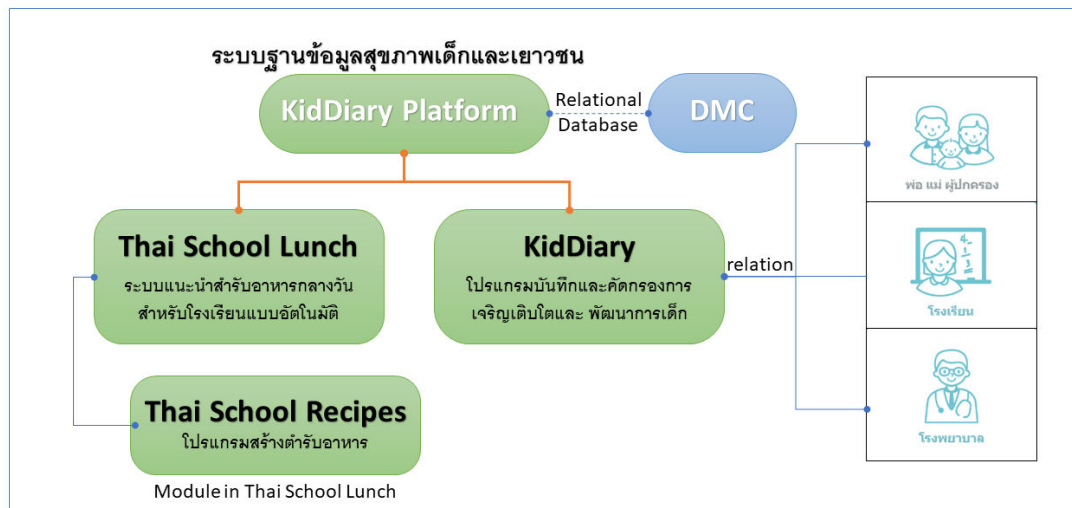 ระบบฐานข้อมูลสุขภาพเด็กและเยาวชน
KidDiary Platform
Relational
Database
DMC
พ่อ แม่ ผู้ปกครอง
Thai School Lunch
ระบบแนะนำสำรับอาหารกลางวัน
สำหรับโรงเรียนแบบอัตโนมัติ
KidDiary
โปรแกรมบันทึกและคัดกรองการ
เจริญเติบโตและ พัฒนาการเด็ก
relation
โรงเรียน
Thai School Recipes
โปรแกรมสร้างตำรับอาหาร
Module in Thai School Lunch
โรงพยาบาล